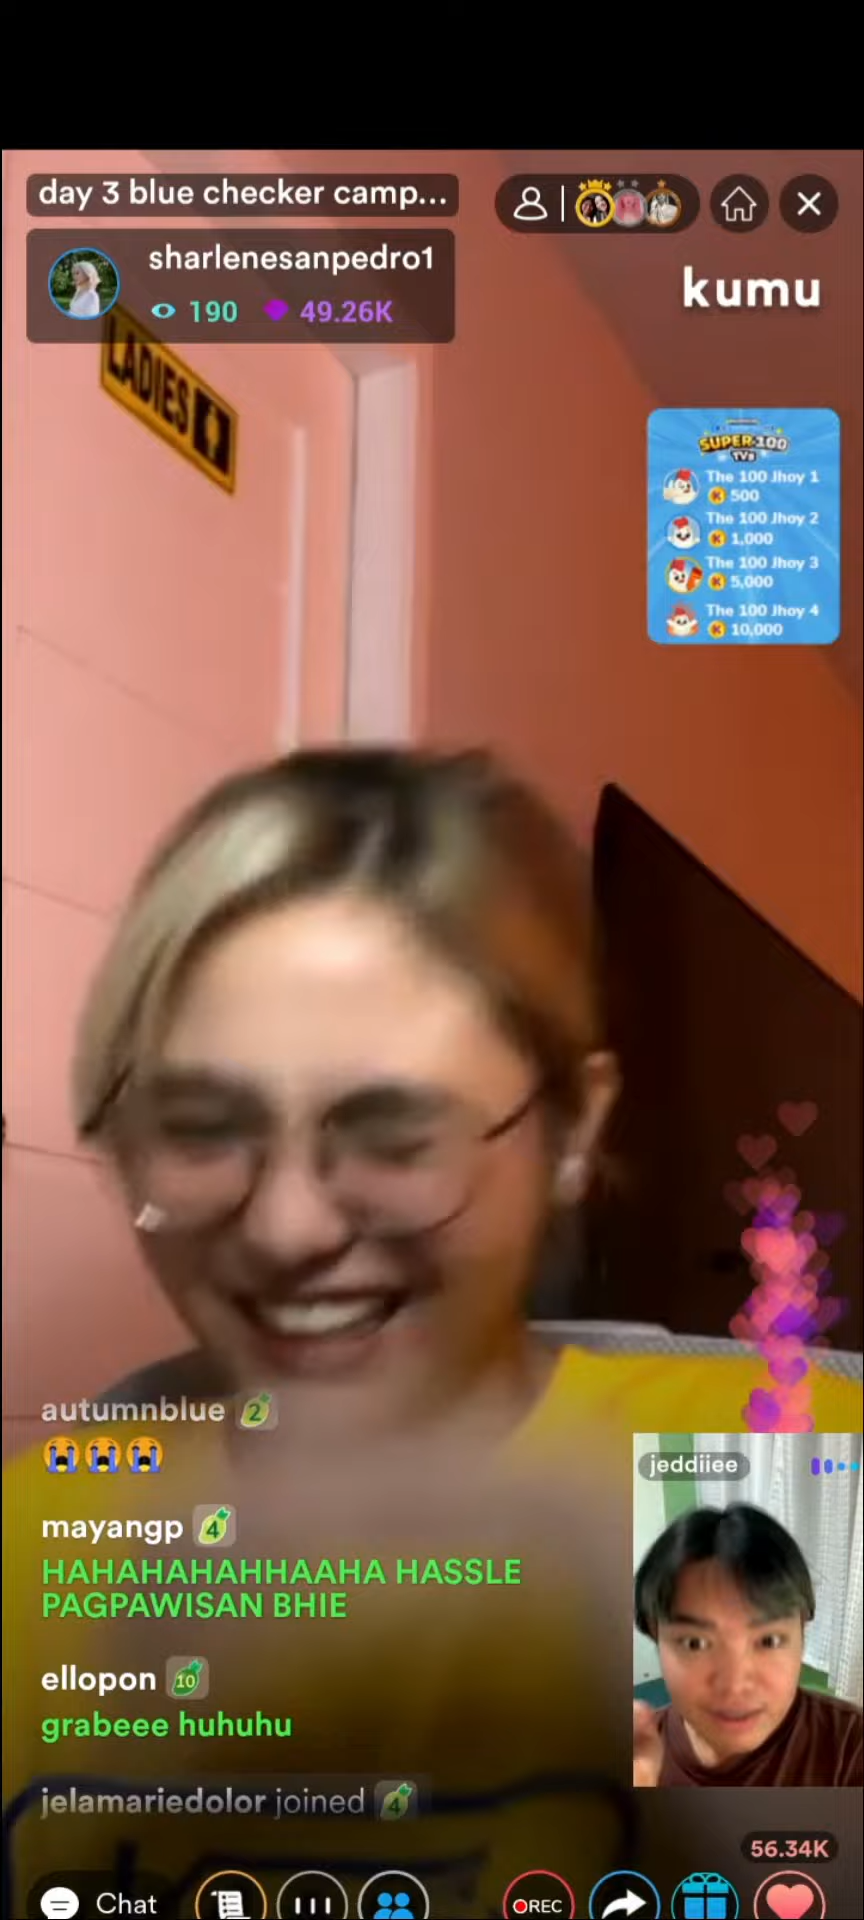 day 3 blue checker camp...
sharlenesanpedro1
190 49.26K
kumu
LADIES
SUPER 100
TVs
The 100 Jhoy 1
K 500
The 100 Jhoy 2
K 1,000
The 100 Jhoy 3
K 5,000
The 100 Jhoy 4
K 10,000
autumnblue 2
😭😭😭
mayangp 4
HAHAHAHAHHAAHA HASSLE
PAGPAWISAN BHIE
ellopon 10
grabeee huhuhu
jelamariedolor joined 4
jeddiiee
56.34K
Chat
REC